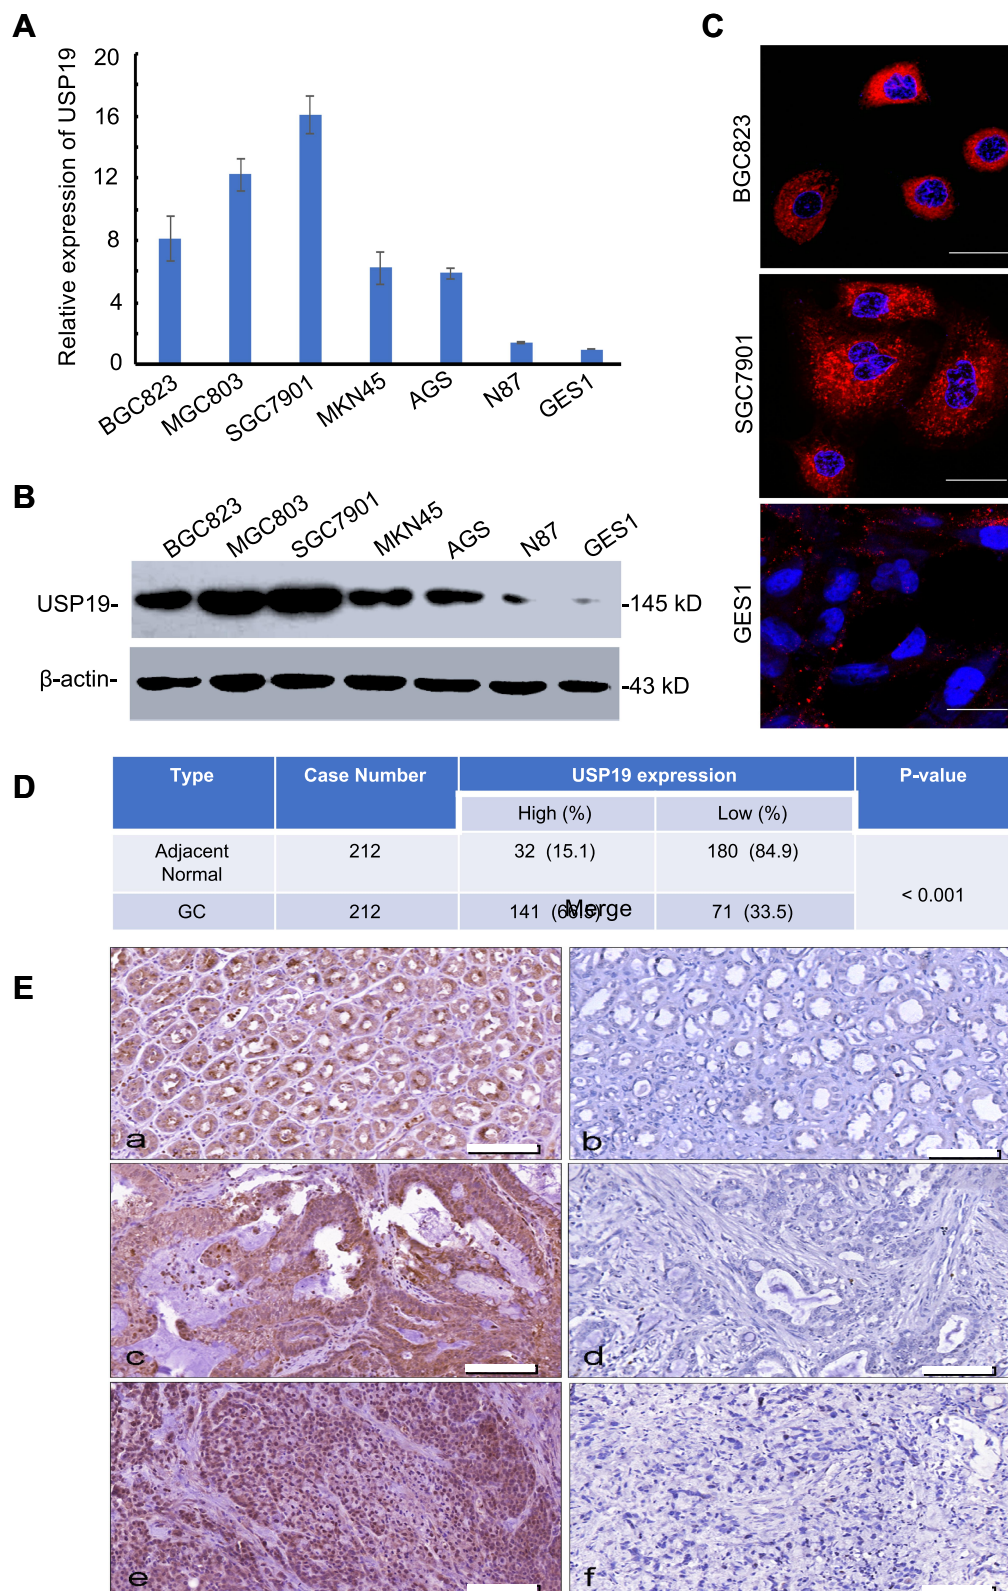 A
Relative expression of USP19
20
16
12
8
4
0
BGC823
MGC803
SGC7901
MKN45
AGS
N87
GES1
B
BGC823
MGC803
SGC7901
MKN45
AGS
N87
GES1
USP19-
-145 kD
β-actin-
-43 kD
C
BGC823
SGC7901
GES1
D
Type
Case Number
USP19 expression
P-value
High (%)
Low (%)
Adjacent
Normal
212
32 (15.1)
180 (84.9)
< 0.001
GC
212
141 (66.5)
Merge
71 (33.5)
E
a
b
c
d
e
f